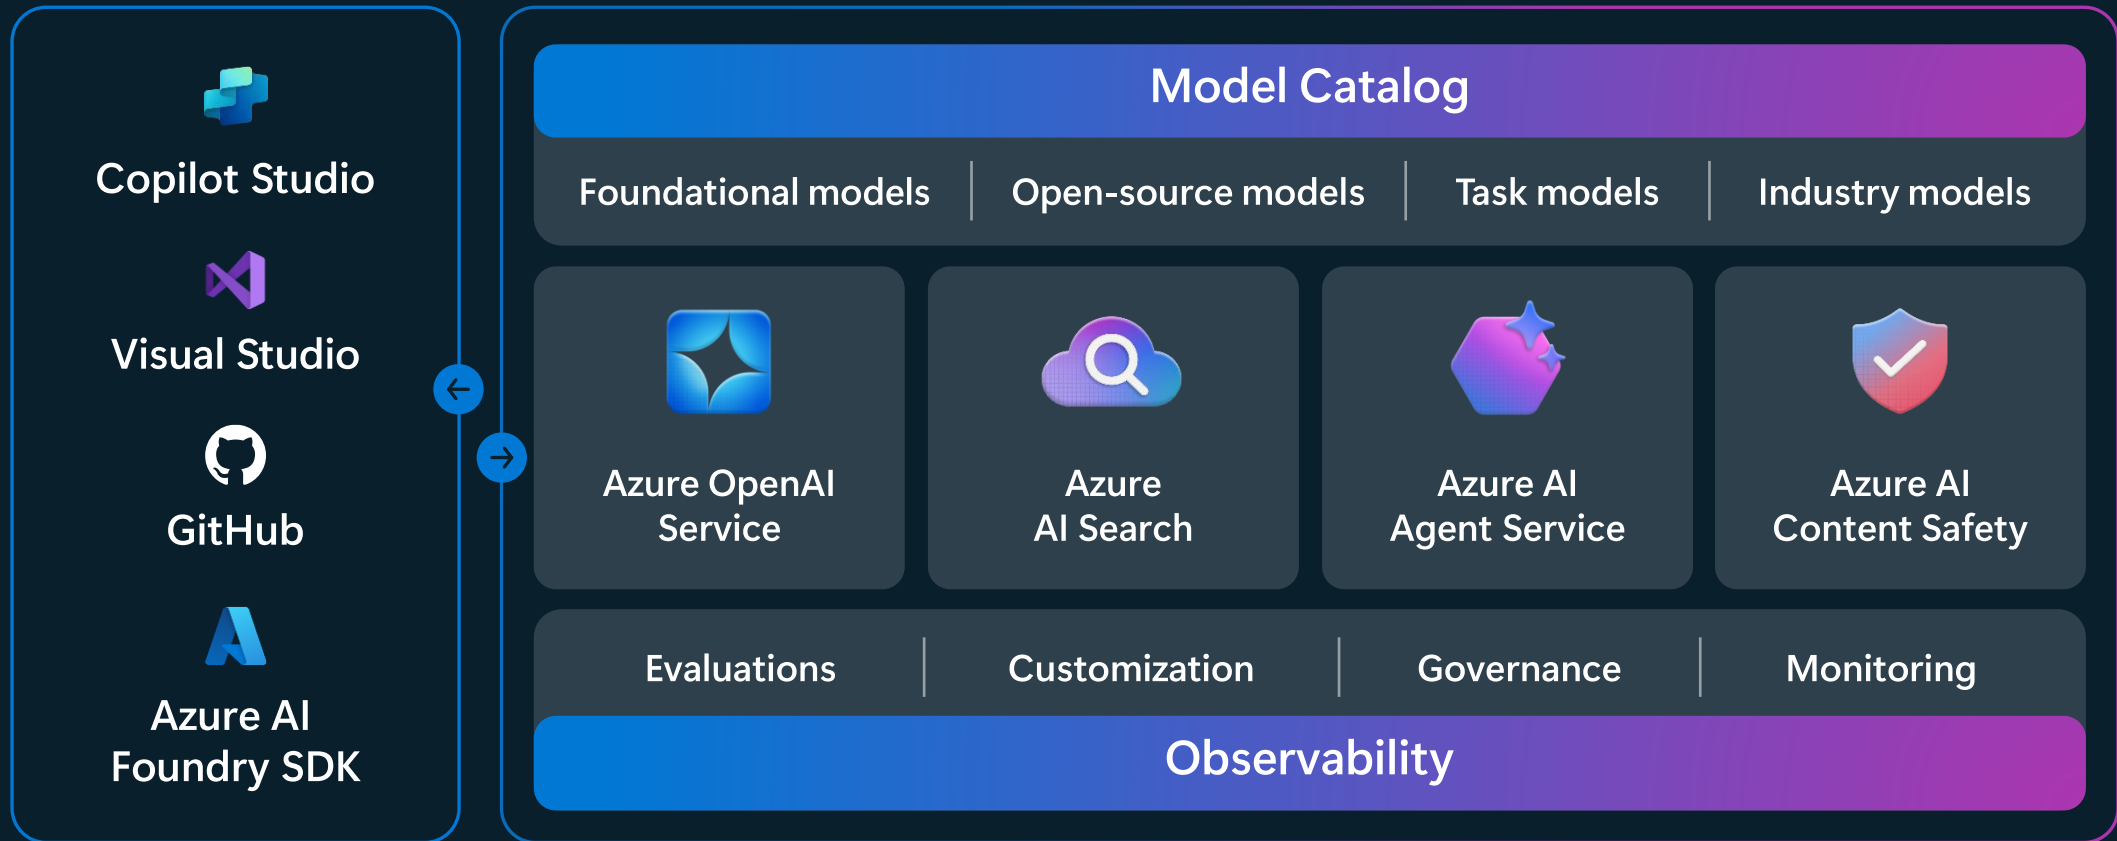 Copilot Studio
Visual Studio
GitHub
Azure AI
Foundry SDK
Model Catalog
Foundational models
Open-source models
Task models
Industry models
Azure OpenAI
Service
Azure
AI Search
Azure AI
Agent Service
Azure AI
Content Safety
Evaluations
Customization
Governance
Monitoring
Observability